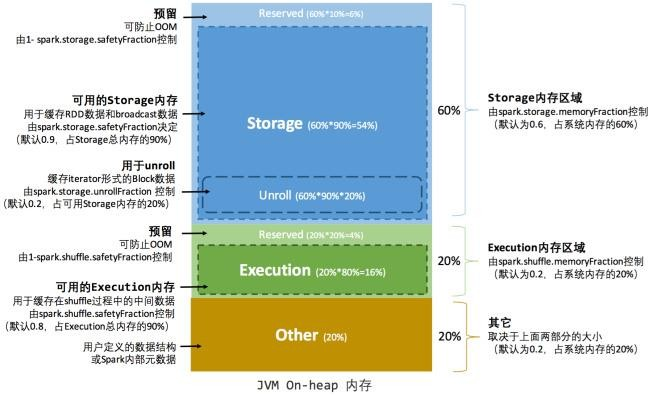 预留
可防止OOM
由1- spark.storage.safetyFraction控制
可用的Storage内存
用于缓存RDD数据和broadcast数据
由spark.storage.safetyFraction决定
(默认0.9，占Storage总内存的90%)
用于unroll
缓存iterator形式的Block数据
由spark.storage.unrollFraction 控制
(默认0.2，占可用Storage内存的20%)
预留
可防止OOM
由1-spark.shuffle.safetyFraction控制
可用的Execution内存
用于缓存在shuffle过程中的中间数据
由spark.shuffle.safetyFraction控制
(默认0.8，占Execution总内存的90%)
用户定义的数据结构
或Spark内部元数据
Reserved (60%*10%=6%)
Storage (60%*90%=54%)
Unroll (60%*90%*20%)
Reserved (20%*20%=4%)
Execution (20%*80%=16%)
Other (20%)
60%
20%
20%
Storage内存区域
由spark.storage.memoryFraction控制
(默认为0.6，占系统内存的60%)
Execution内存区域
由spark.shuffle.memoryFraction控制
(默认为0.2，占系统内存的20%)
其它
取决于上面两部分的大小
(默认为0.2，占系统内存的20%)
JVM On-heap 内存